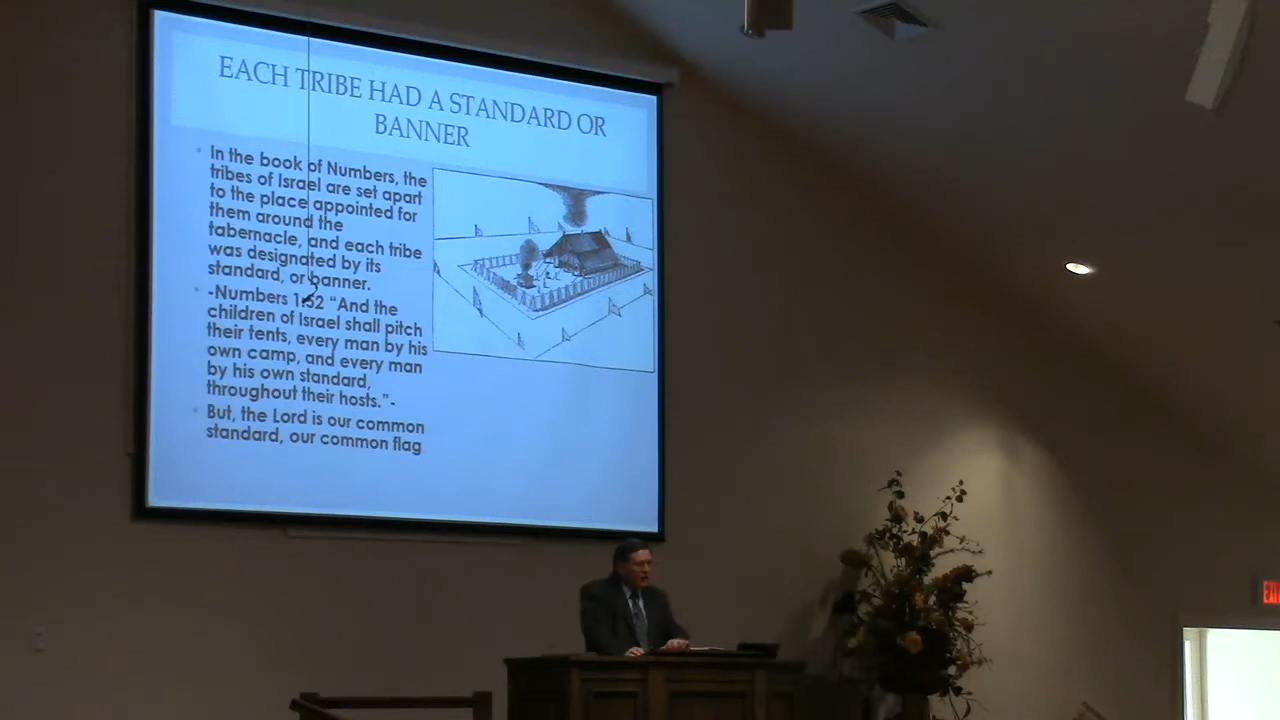 EACH TRIBE HAD A STANDARD OR
BANNER
In the book of Numbers, the
tribes of Israel are set apart
to the place appointed for
them around the
tabernacle, and each tribe
was designated by its
standard, or banner.
-Numbers 1:52 “And the
children of Israel shall pitch
their tents, every man by his
own camp, and every man
by his own standard,
throughout their hosts.”-
But, the Lord is our common
standard, our common flag